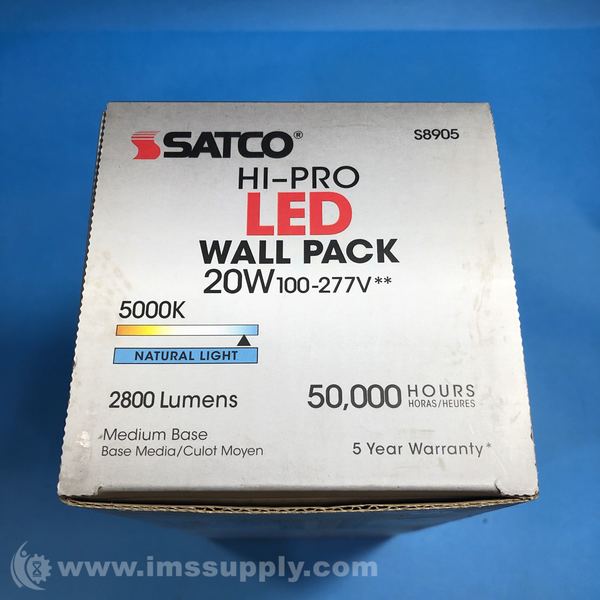 SATCO®
S8905
HI-PRO
LED
WALL PACK
20W 100-277V**
5000K
NATURAL LIGHT
2800 Lumens
50,000 HOURS
HORAS/HEURES
Medium Base
Base Media/Culot Moyen
5 Year Warranty*
www.imssupply.com